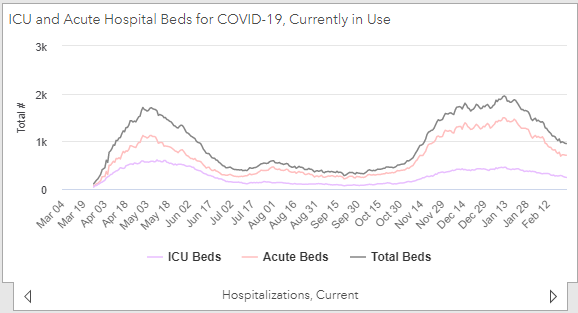 ICU and Acute Hospital Beds for COVID-19, Currently in Use
3k
2k
1k
0
Total #
Mar 04 Mar 19 Apr 03 Apr 18 May 03 May 18 Jun 02 Jun 17 Jul 02 Jul 17 Aug 01 Aug 16 Aug 31 Sep 15 Sep 30 Oct 15 Oct 30 Nov 14 Nov 29 Dec 14 Dec 29 Jan 13 Jan 28 Feb 12
ICU Beds Acute Beds Total Beds
Hospitalizations, Current